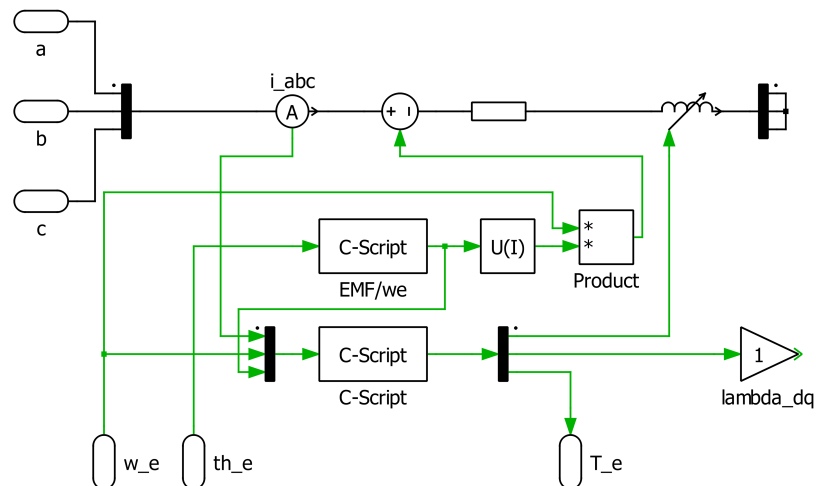 a
i_abc
A
+ -
b
c
C-Script
U(I)
*
*
EMF/we
Product
C-Script
1
C-Script
lambda_dq
w_e
th_e
T_e